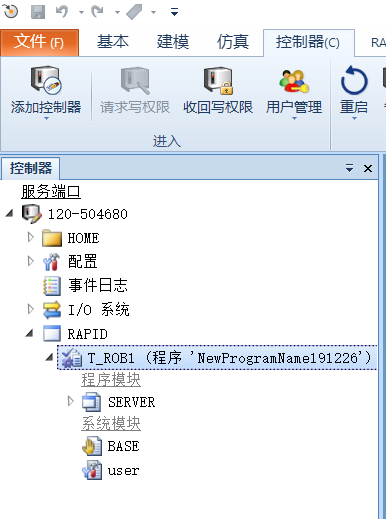 文件(F) 基本 建模 仿真 控制器(C) RA
添加控制器 请求写权限 收回写权限 用户管理 重启
进入
控制器
服务端口
120-504680
HOME
配置
事件日志
I/O 系统
RAPID
T_ROB1 (程序 'NewProgramName191226')
程序模块
SERVER
系统模块
BASE
user